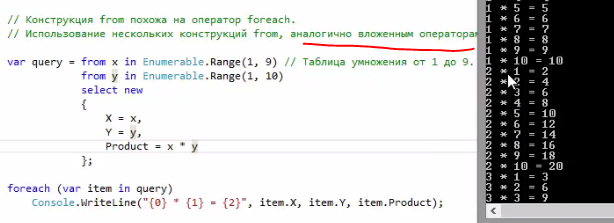 // Конструкция from похожа на оператор foreach.
// Использование нескольких конструкций from, аналогично вложенным
var query = from x in Enumerable.Range(1, 9) // Таблица умножения от 1 до 9.
from y in Enumerable.Range(1, 10)
select new
{
X = x,
Y = y,
Product = x * y
};
foreach (var item in query)
Console.WriteLine("{0} * {1} = {2}", item.X, item.Y, item.Product);
1 * 5 = 5
1 * 6 = 6
1 * 7 = 7
1 * 8 = 8
1 * 9 = 9
1 * 10 = 10
2 * 1 = 2
2 * 2 = 4
2 * 3 = 6
2 * 4 = 8
2 * 5 = 10
2 * 6 = 12
2 * 7 = 14
2 * 8 = 16
2 * 9 = 18
2 * 10 = 20
3 * 1 = 3
3 * 2 = 6
3 * 3 = 9